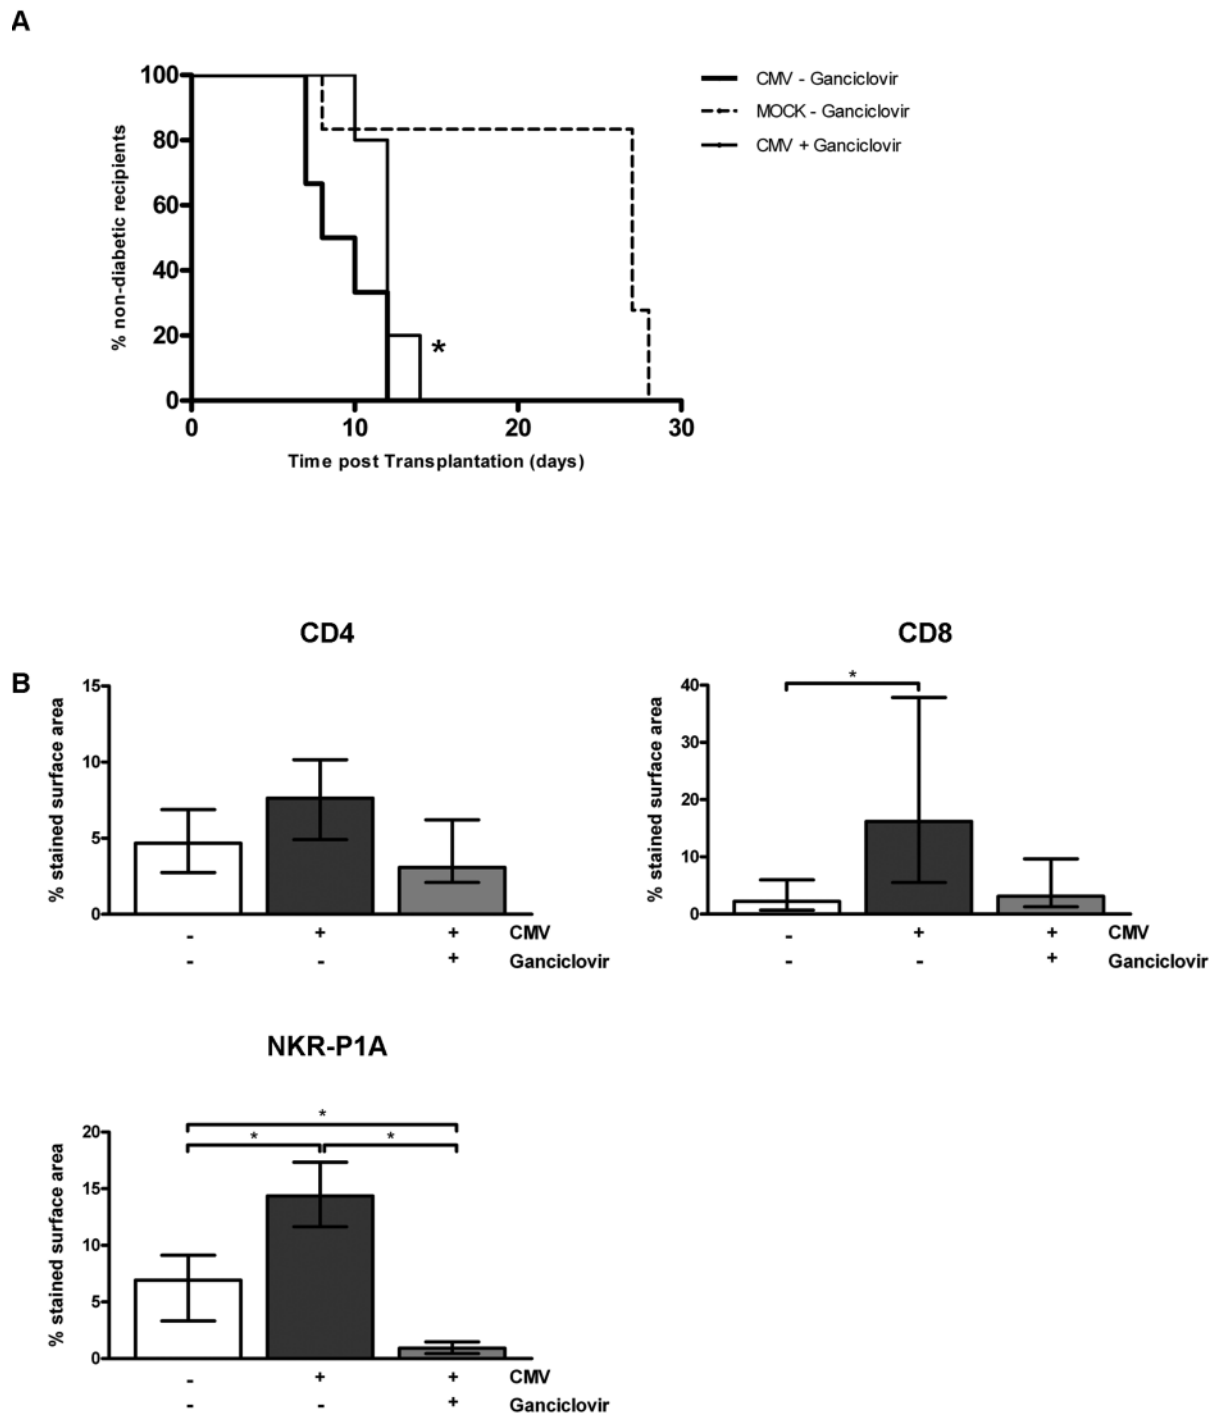 A
100
80
60
40
20
0
% non-diabetic recipients
0 10 20 30
Time post Transplantation (days)
*
CMV - Ganciclovir
MOCK - Ganciclovir
CMV + Ganciclovir
B
CD4
% stained surface area
15
10
5
0
- + + CMV
- - + Ganciclovir
CD8
% stained surface area
40
30
20
10
0
*
- + + CMV
- - + Ganciclovir
NKR-P1A
% stained surface area
20
15
10
5
0
*
* *
- + + CMV
- - + Ganciclovir